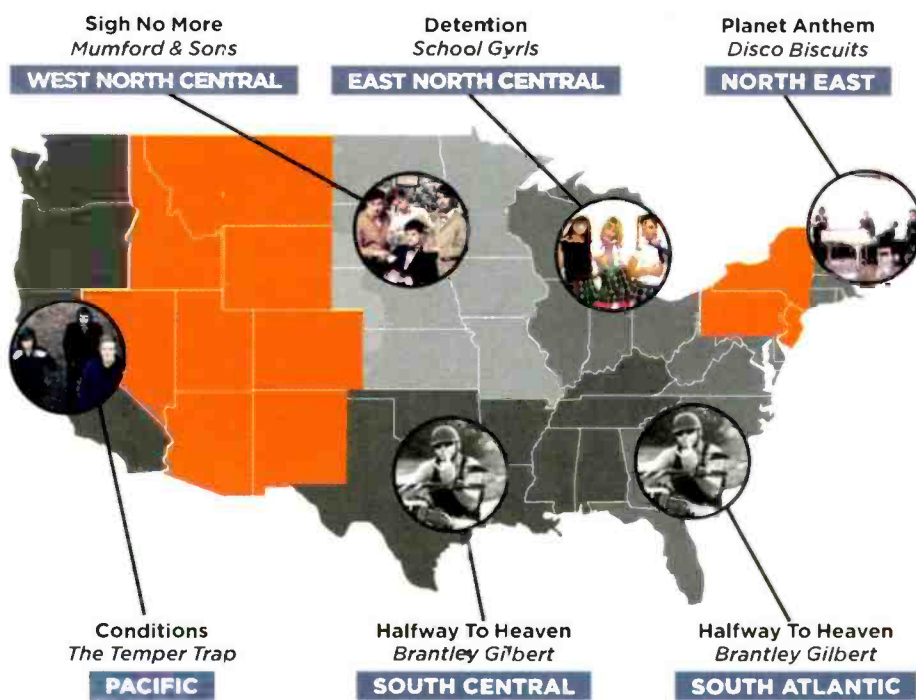 Sigh No More
Mumford & Sons
WEST NORTH CENTRAL
Detention
School Gyrls
EAST NORTH CENTRAL
Planet Anthem
Disco Biscuits
NORTH EAST
Conditions
The Temper Trap
PACIFIC
Halfway To Heaven
Brantley Gilbert
SOUTH CENTRAL
Halfway To Heaven
Brantley Gilbert
SOUTH ATLANTIC